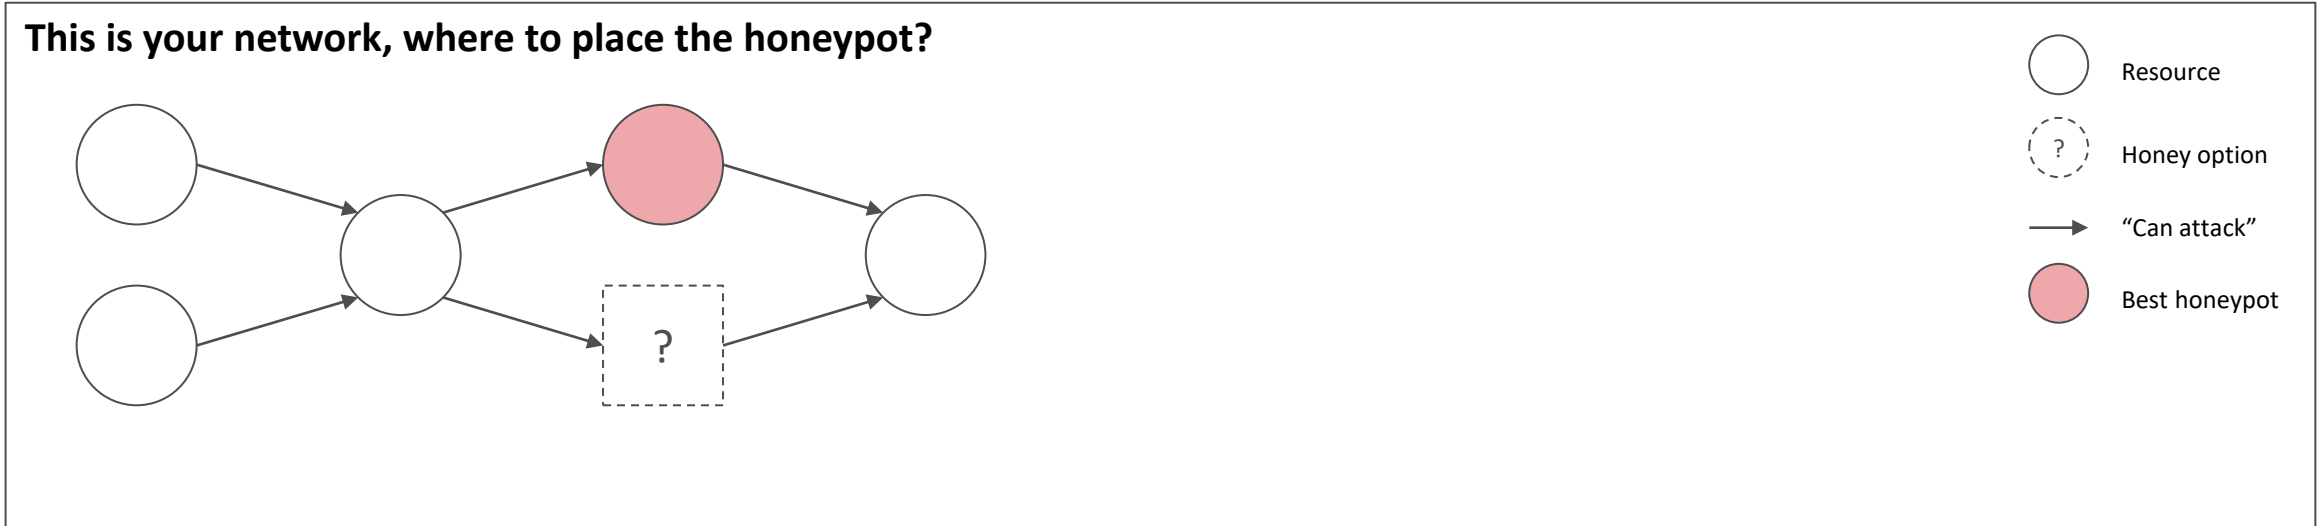 This is your network, where to place the honeypot?
Resource
?
Honey option
“Can attack”
Best honeypot
?